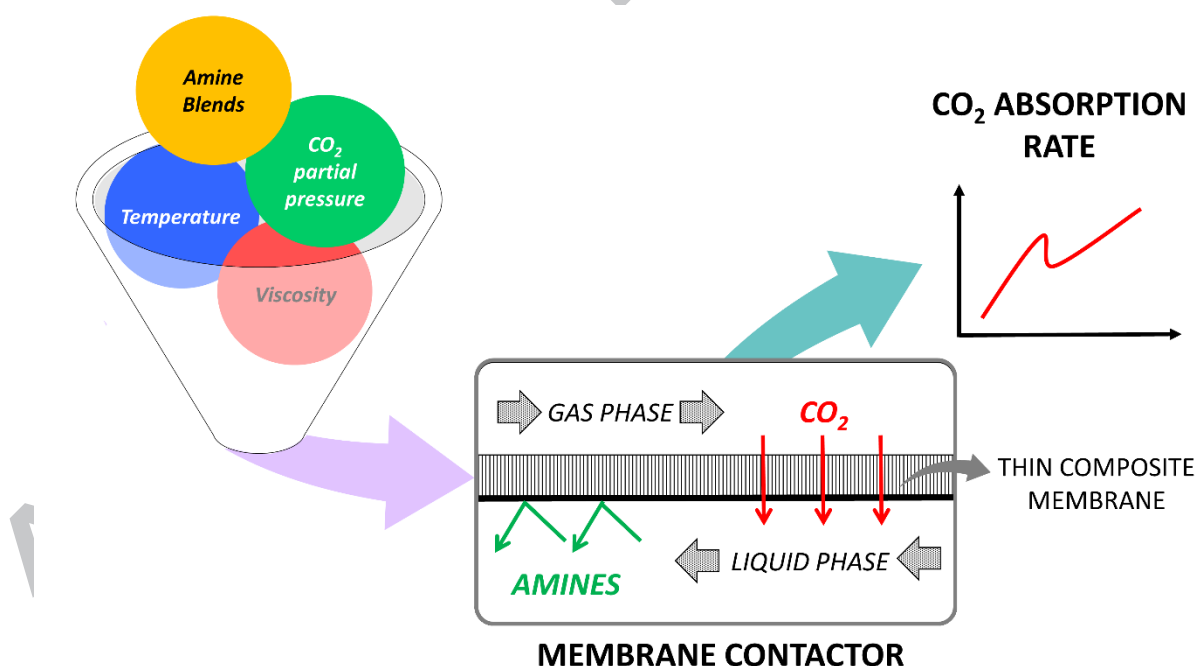 Amine
Blends
CO₂
partial
pressure
Temperature
Viscosity
CO₂ ABSORPTION
RATE
GAS PHASE
CO₂
THIN COMPOSITE
MEMBRANE
LIQUID PHASE
AMINES
MEMBRANE CONTACTOR